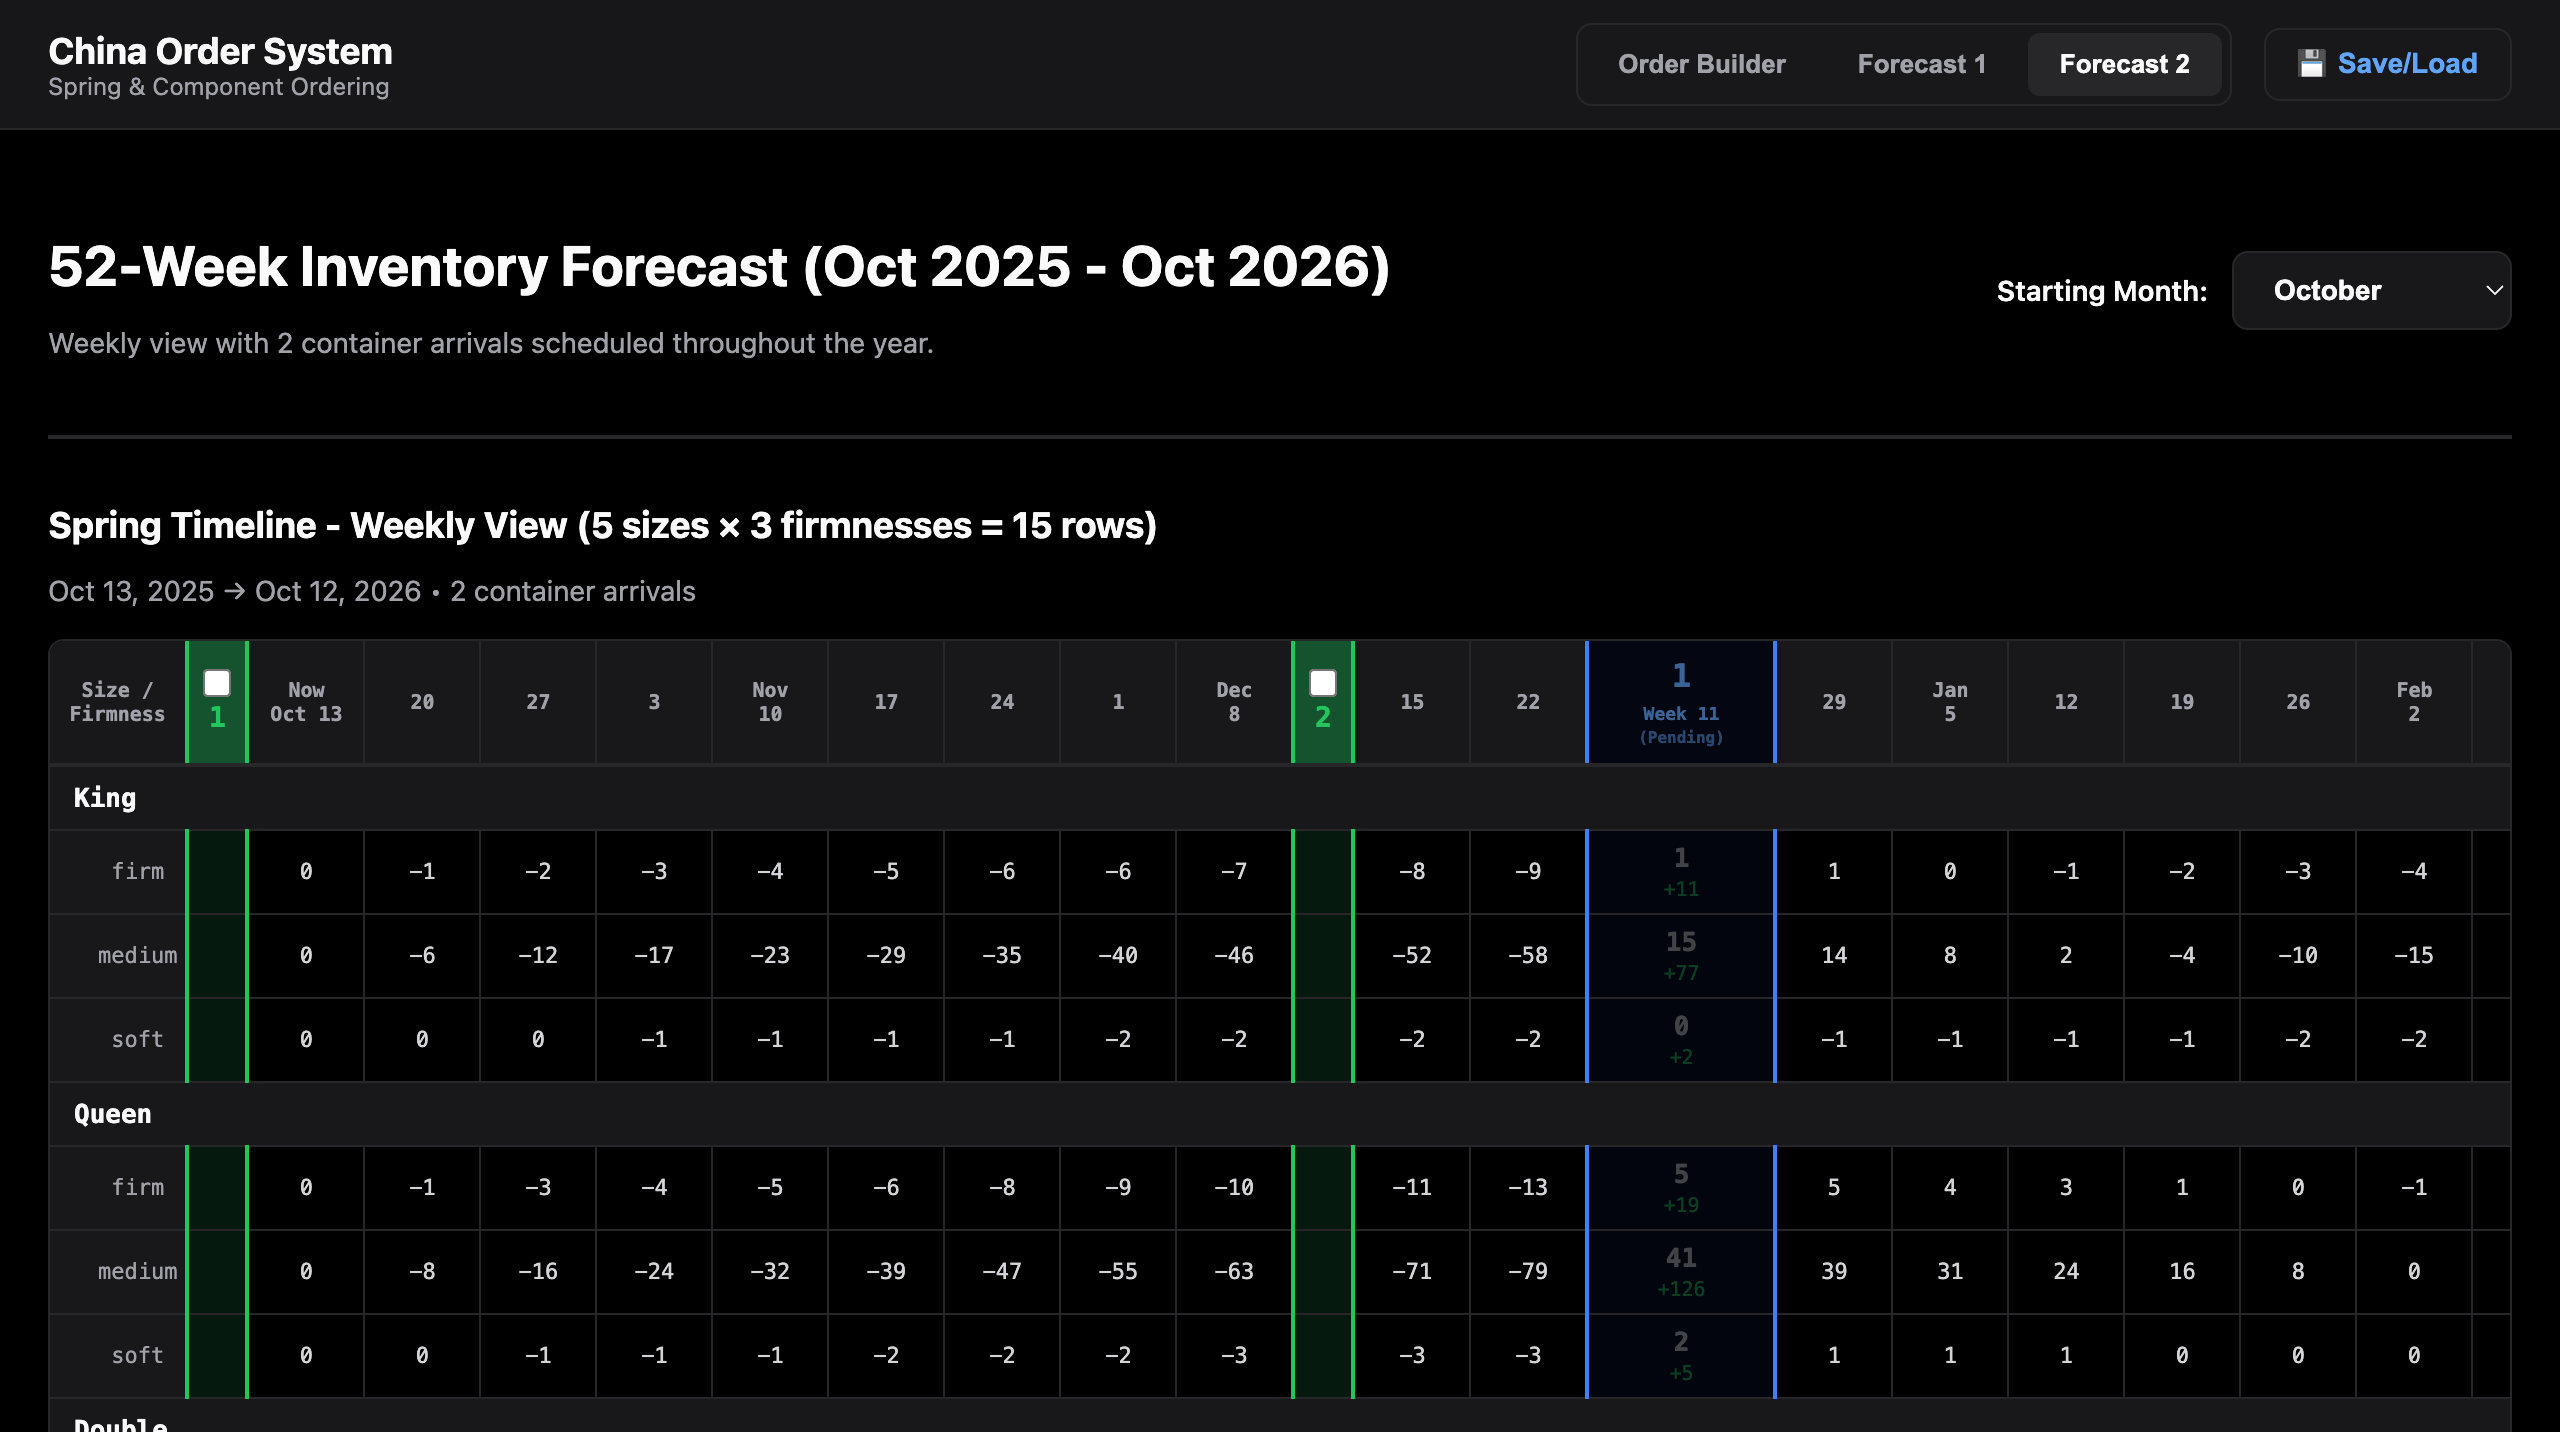 China Order System
Spring & Component Ordering
Order Builder Forecast 1 Forecast 2 💾 Save/Load
52-Week Inventory Forecast (Oct 2025 - Oct 2026)
Weekly view with 2 container arrivals scheduled throughout the year.
Starting Month: October
Spring Timeline - Weekly View (5 sizes × 3 firmnesses = 15 rows)
Oct 13, 2025 → Oct 12, 2026 • 2 container arrivals
Size / Firmness 1 Now Oct 13 20 27 3 Nov 10 17 24 1 Dec 8 2 15 22 1 Week 11 (Pending) 29 Jan 5 12 19 26 Feb 2
King
firm 0 −1 −2 −3 −4 −5 −6 −6 −7 −8 −9 1 +11 1 0 −1 −2 −3 −4
medium 0 −6 −12 −17 −23 −29 −35 −40 −46 −52 −58 15 +77 14 8 2 −4 −10 −15
soft 0 0 0 −1 −1 −1 −1 −2 −2 −2 −2 0 +2 −1 −1 −1 −1 −2 −2
Queen
firm 0 −1 −3 −4 −5 −6 −8 −9 −10 −11 −13 5 +19 5 4 3 1 0 −1
medium 0 −8 −16 −24 −32 −39 −47 −55 −63 −71 −79 41 +126 39 31 24 16 8 0
soft 0 0 −1 −1 −1 −2 −2 −2 −3 −3 −3 2 +5 1 1 1 0 0 0
Double